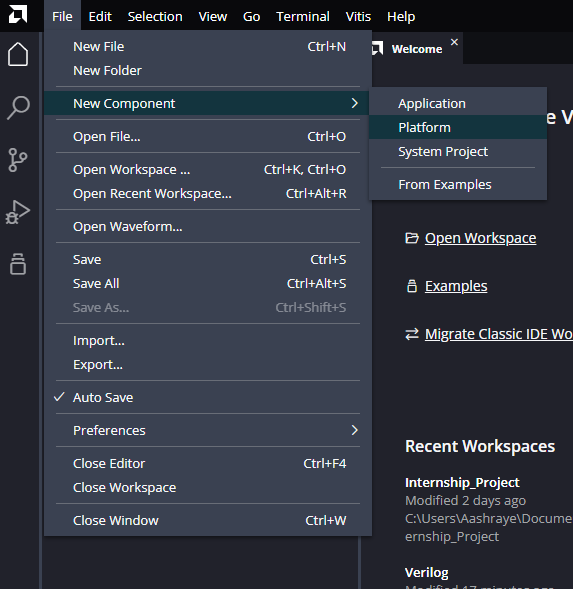 File Edit Selection View Go Terminal Vitis Help
New File Ctrl+N
New Folder
New Component
Open File... Ctrl+O
Open Workspace ... Ctrl+K, Ctrl+O
Open Recent Workspace... Ctrl+Alt+R
Open Waveform...
Save Ctrl+S
Save All Ctrl+Alt+S
Save As... Ctrl+Shift+S
Import...
Export...
Auto Save
Preferences
Close Editor Ctrl+F4
Close Workspace
Close Window Ctrl+W
Application
Platform
System Project
From Examples
Welcome
Open Workspace
Examples
Migrate Classic IDE Wo
Recent Workspaces
Internship_Project
Modified 2 days ago
C:\Users\Aashraye\Docume
ernship_Project
Verilog
Modified 17 minutes ago